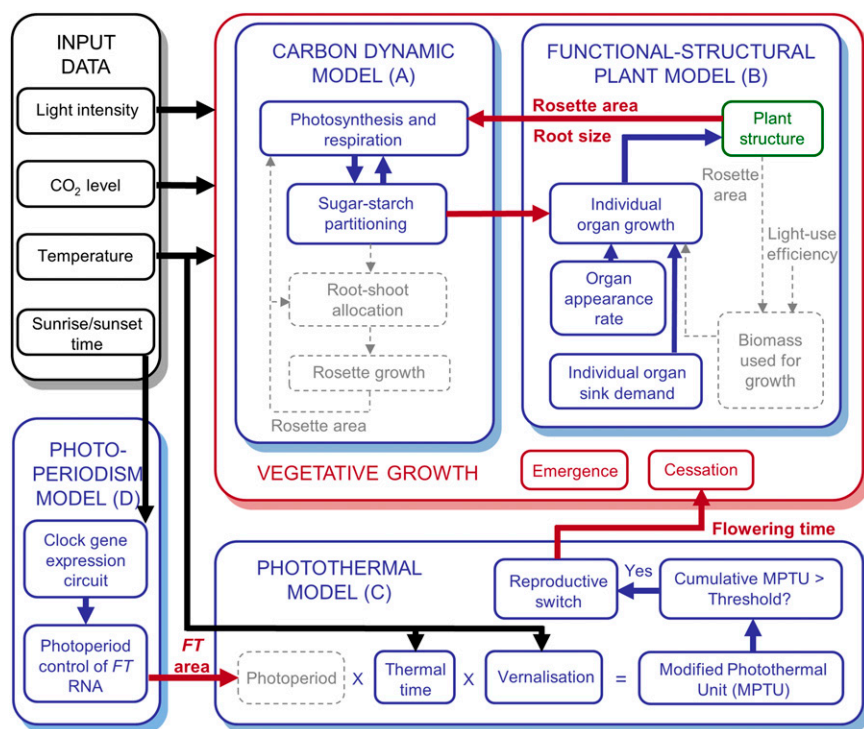 INPUT
DATA
Light intensity
CO₂ level
Temperature
Sunrise/sunset
time
CARBON DYNAMIC
MODEL (A)
Photosynthesis and
respiration
Sugar-starch
partitioning
Root-shoot
allocation
Rosette growth
Rosette area
FUNCTIONAL-STRUCTURAL
PLANT MODEL (B)
Rosette area
Root size
Plant
structure
Rosette
area
Individual
organ growth
Light-use
efficiency
Organ
appearance
rate
Biomass
used for
growth
Individual organ
sink demand
VEGETATIVE GROWTH
Emergence
Cessation
Flowering time
PHOTO-
PERIODISM
MODEL (D)
Clock gene
expression
circuit
Photoperiod
control of FT
RNA
FT
area
PHOTOTHERMAL
MODEL (C)
Reproductive
switch
Yes
Cumulative MPTU >
Threshold?
Photoperiod
X
Thermal
time
X
Vernalisation
=
Modified Photothermal
Unit (MPTU)